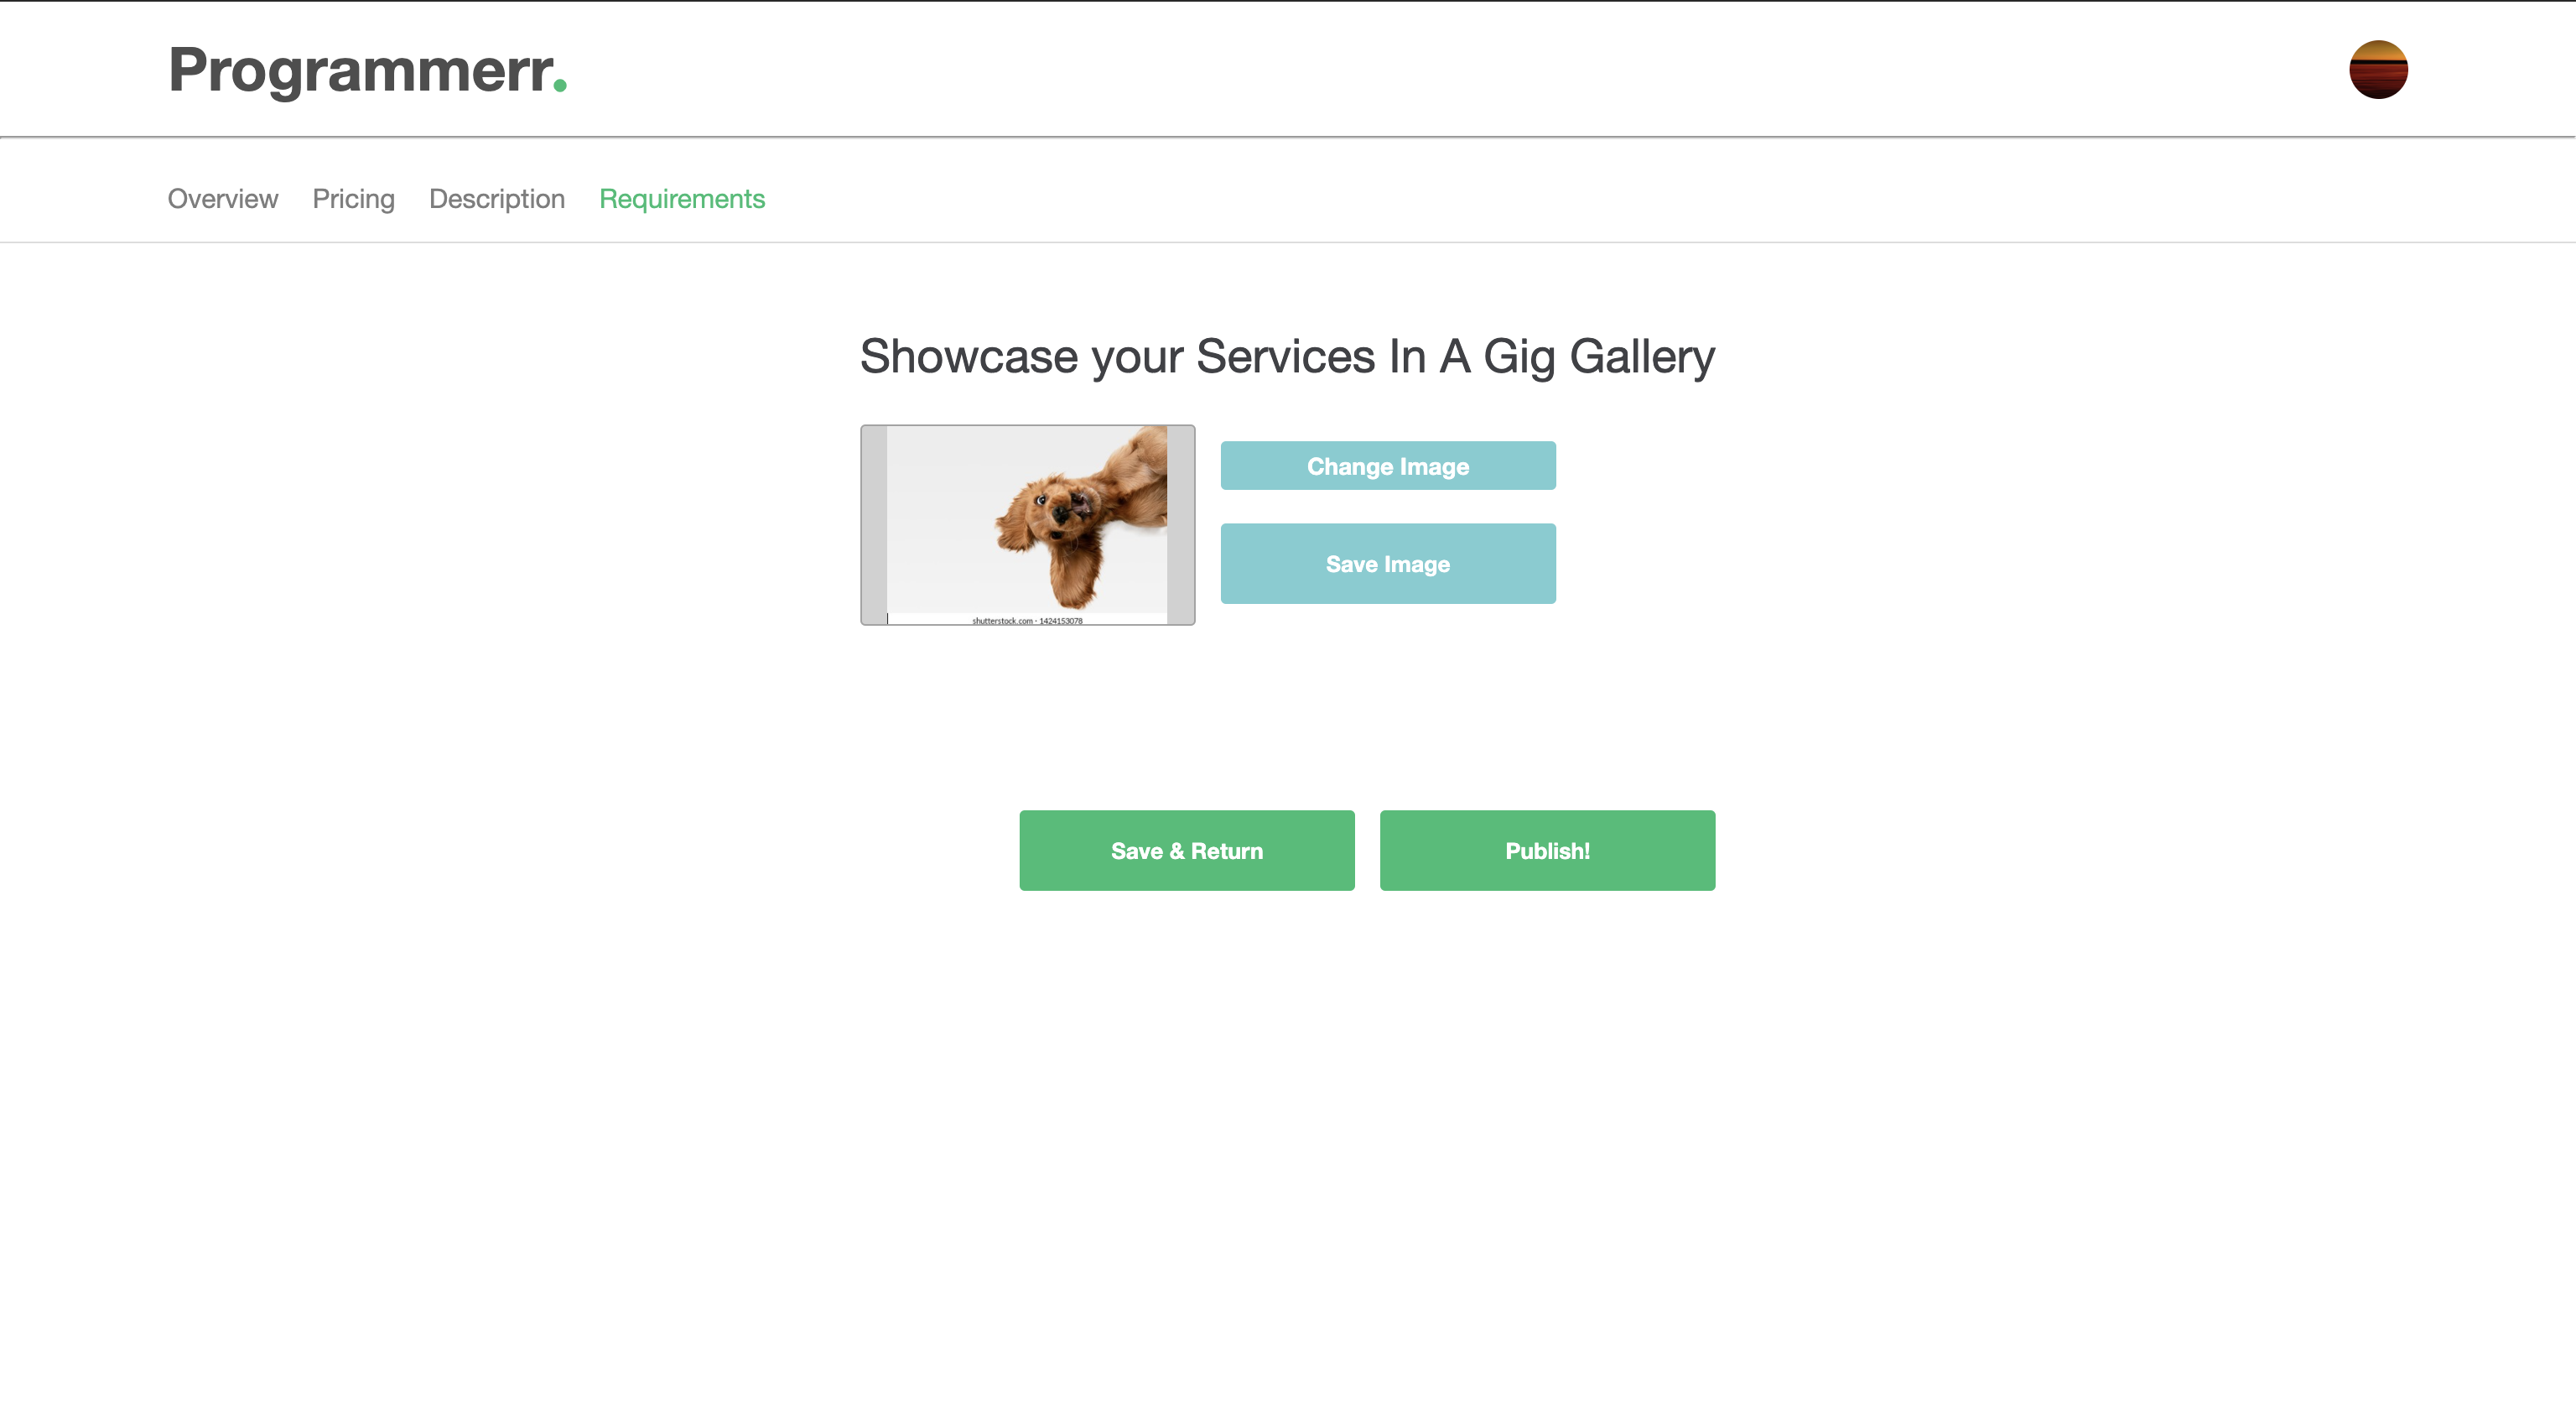 Programmerr.
Overview Pricing Description Requirements
Showcase your Services In A Gig Gallery
Change Image
Save Image
shutterstock.com · 1424153078
Save & Return Publish!